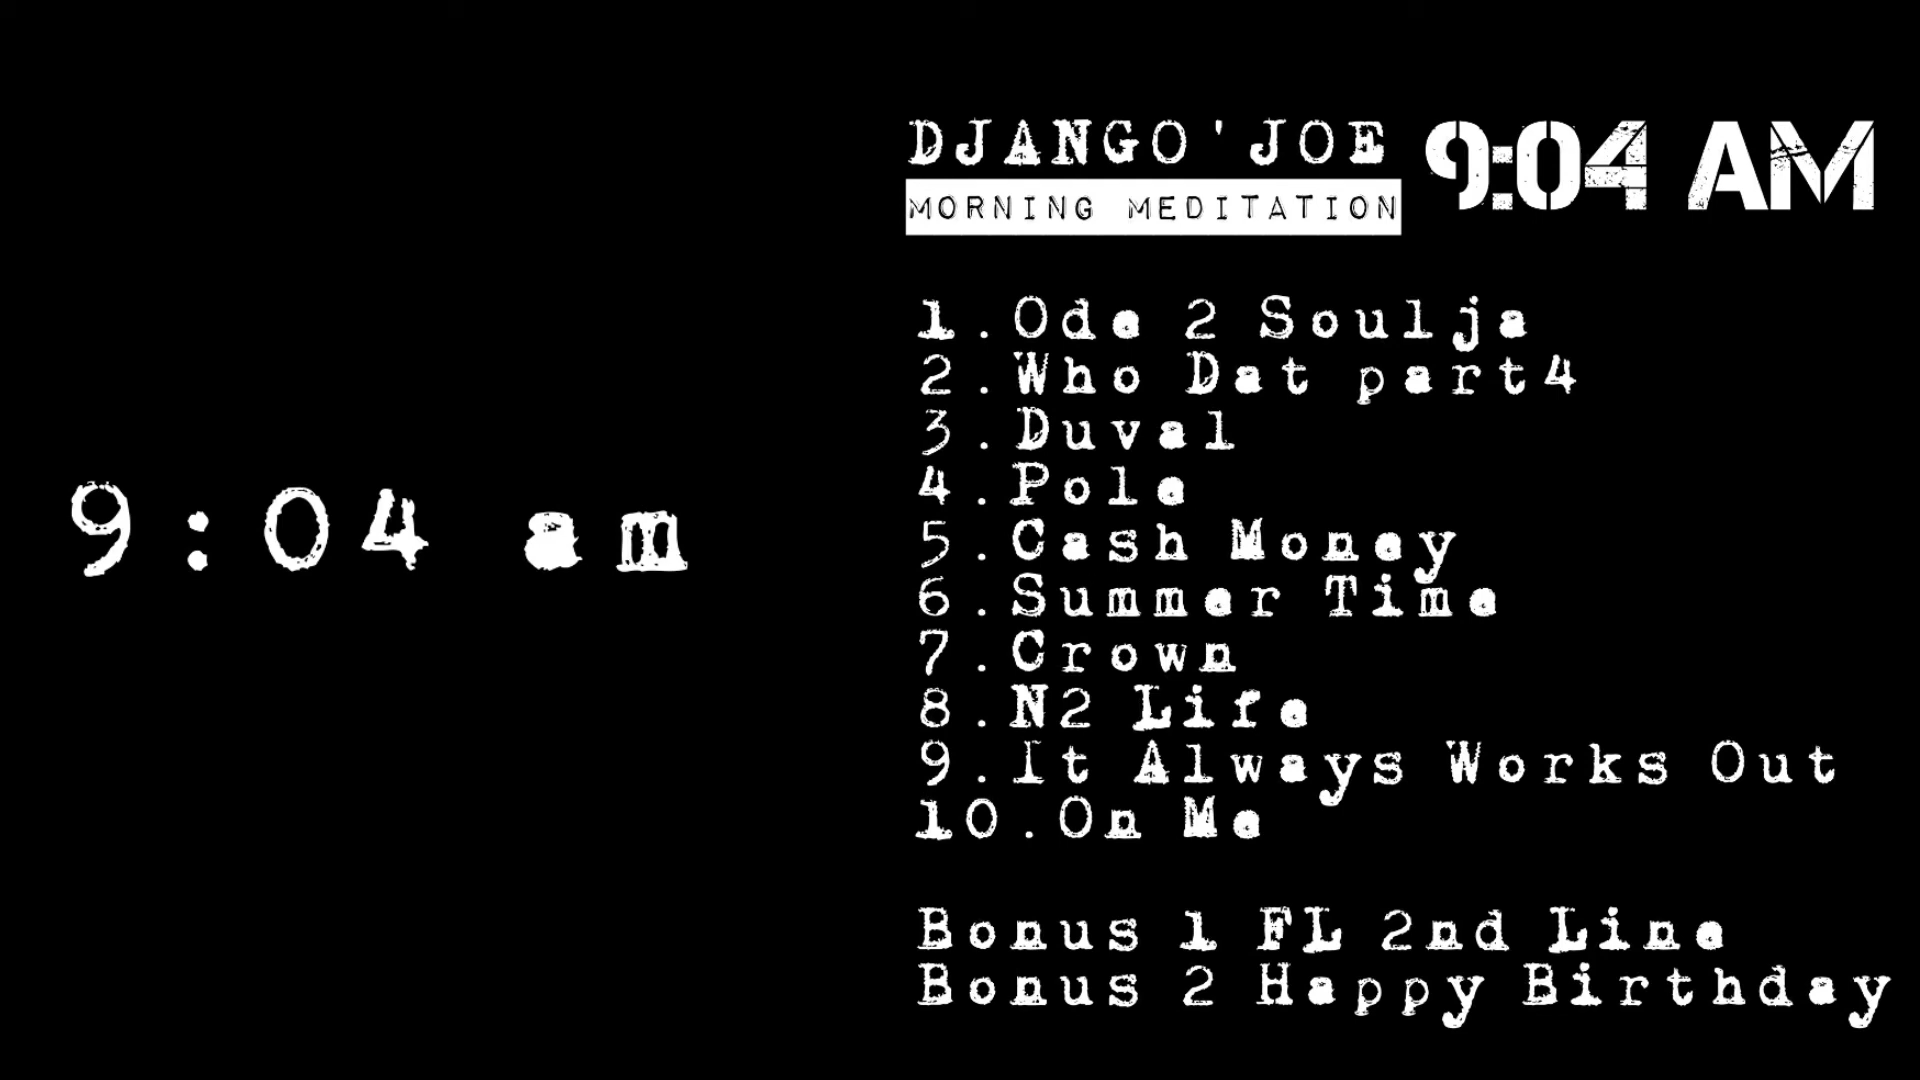 9:04 am
DJANGO'JOE
9:04 AM
MORNING MEDITATION
1.Ode 2 Soulja
2.Who Dat part4
3.Duval
4.Pole
5.Cash Money
6.Summer Time
7.Crown
8.N2 Life
9.It Always Works Out
10.On Me
Bonus 1 FL 2nd Line
Bonus 2 Happy Birthday